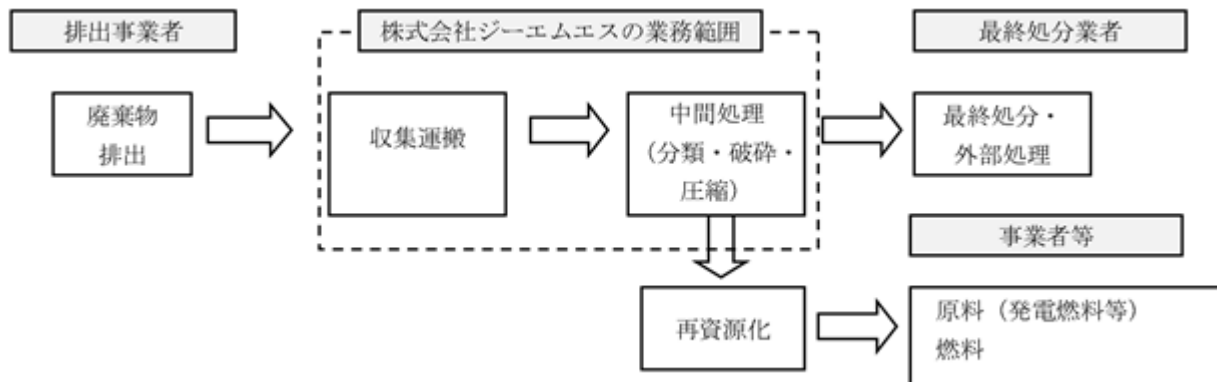 排出事業者
株式会社ジーエムエスの業務範囲
最終処分業者
廃棄物
排出
収集運搬
中間処理
（分類・破砕・
圧縮）
最終処分・
外部処理
事業者等
再資源化
原料（発電燃料等）
燃料